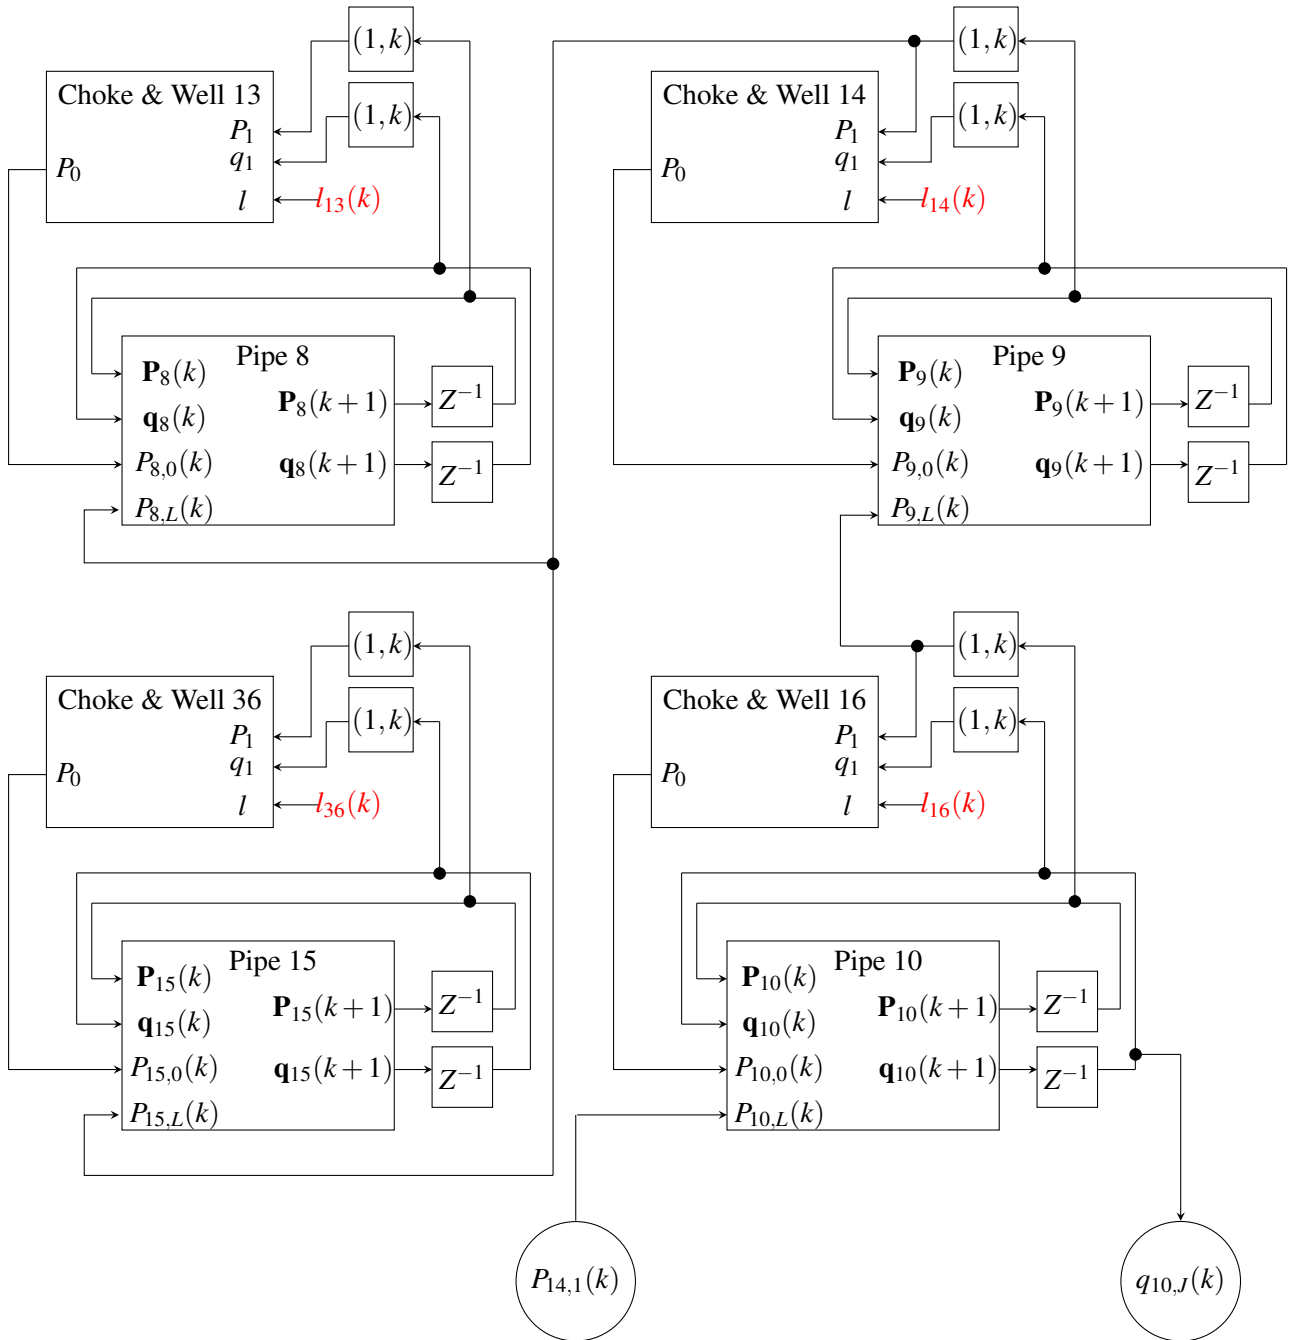 (1, k)
(1, k)
Choke & Well 13
P₁
q₁
P₀
l
l₁₃(k)
(1, k)
(1, k)
Choke & Well 14
P₁
q₁
P₀
l
l₁₄(k)
Pipe 8
𝐏₈(k)
𝐏₈(k+1)
Z⁻¹
𝐪₈(k)
P₈,₀(k)
𝐪₈(k+1)
Z⁻¹
P₈,L(k)
Pipe 9
𝐏₉(k)
𝐏₉(k+1)
Z⁻¹
𝐪₉(k)
P₉,₀(k)
𝐪₉(k+1)
Z⁻¹
P₉,L(k)
(1, k)
(1, k)
Choke & Well 36
P₁
q₁
P₀
l
l₃₆(k)
(1, k)
(1, k)
Choke & Well 16
P₁
q₁
P₀
l
l₁₆(k)
Pipe 15
𝐏₁₅(k)
𝐏₁₅(k+1)
Z⁻¹
𝐪₁₅(k)
P₁₅,₀(k)
𝐪₁₅(k+1)
Z⁻¹
P₁₅,L(k)
Pipe 10
𝐏₁₀(k)
𝐏₁₀(k+1)
Z⁻¹
𝐪₁₀(k)
P₁₀,₀(k)
𝐪₁₀(k+1)
Z⁻¹
P₁₀,L(k)
P₁₄,₁(k)
q₁₀,J(k)